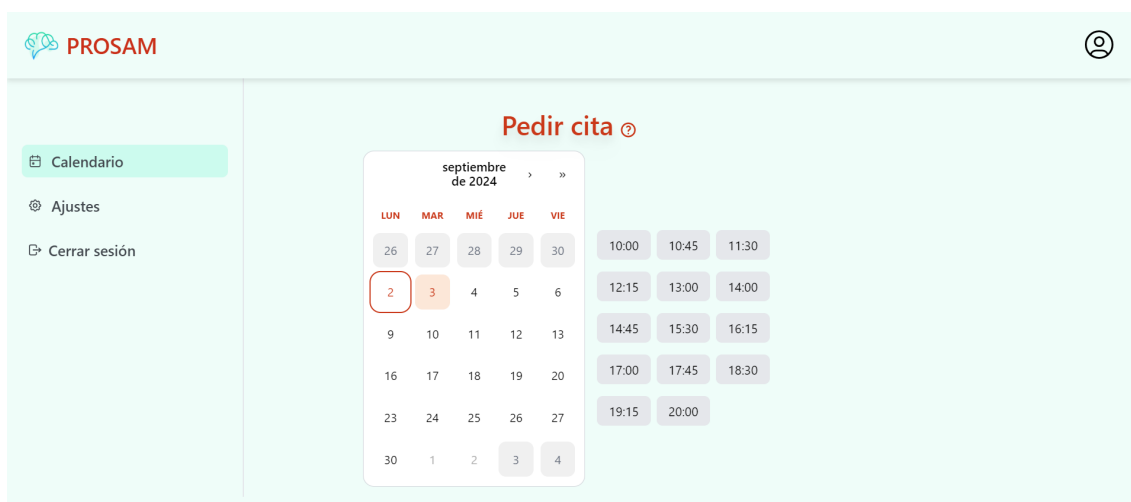 PROSAM
Calendario
Ajustes
Cerrar sesión
Pedir cita
septiembre
de 2024 › »
LUN MAR MIÉ JUE VIE
26 27 28 29 30
2 3 4 5 6
9 10 11 12 13
16 17 18 19 20
23 24 25 26 27
30 1 2 3 4
10:00 10:45 11:30
12:15 13:00 14:00
14:45 15:30 16:15
17:00 17:45 18:30
19:15 20:00